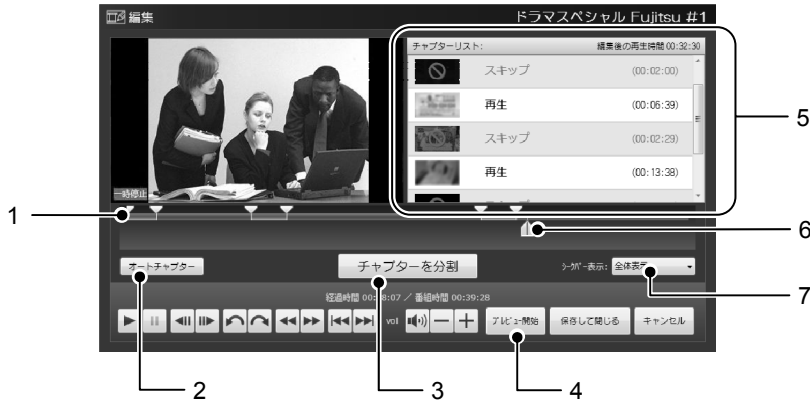 編集
ドラマスペシャル Fujitsu #1
チャプターリスト:
編集後の再生時間 00:32:30
スキップ
(00:02:00)
再生
(00:06:39)
スキップ
(00:02:29)
再生
(00:13:38)
5
一時停止
1
6
オートチャプター
チャプターを分割
シークバー表示:
全体表示
7
経過時間
/ 番組時間 00:39:28
vol
プレビュー開始
保存して閉じる
キャンセル
2
3
4